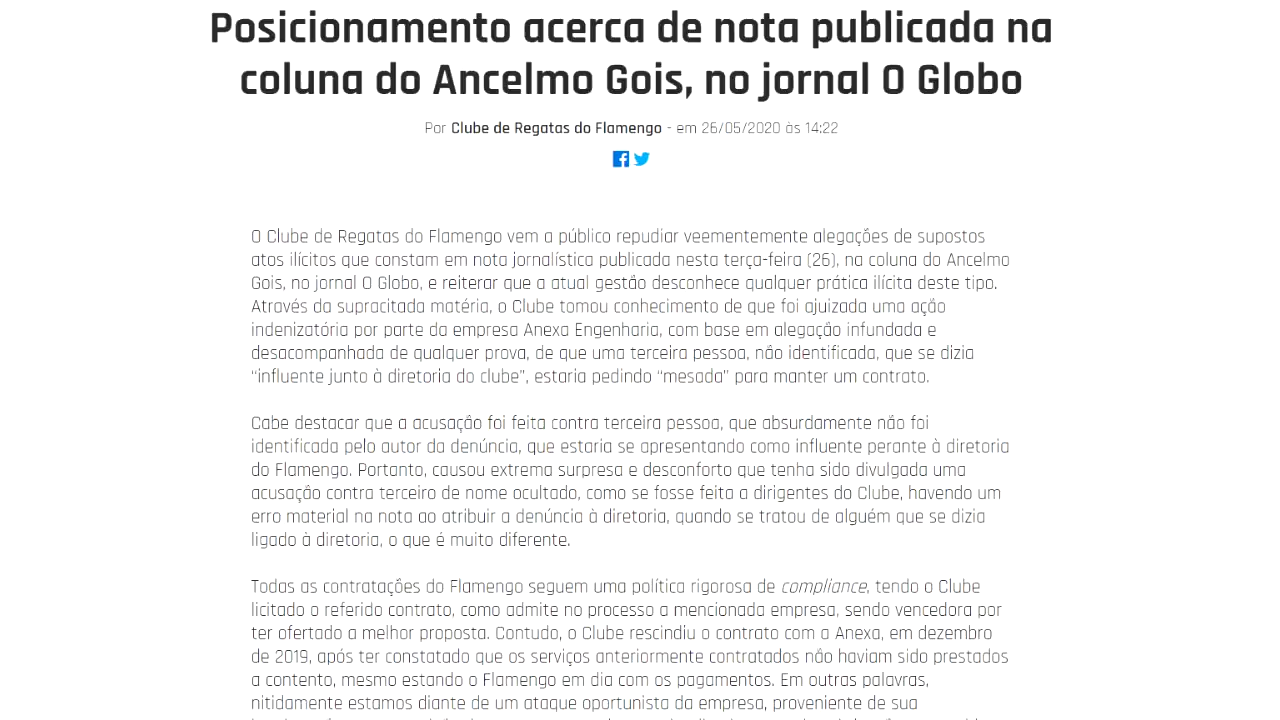 Posicionamento acerca de nota publicada na
coluna do Ancelmo Gois, no jornal O Globo
Por Clube de Regatas do Flamengo - em 26/05/2020 às 14:22
O Clube de Regatas do Flamengo vem a público repudiar veementemente alegações de supostos
atos ilícitos que constam em nota jornalística publicada nesta terça-feira (26), na coluna do Ancelmo
Gois, no jornal O Globo, e reiterar que a atual gestão desconhece qualquer prática ilícita deste tipo.
Através da supracitada matéria, o Clube tomou conhecimento de que foi ajuizada uma ação
indenizatória por parte da empresa Anexa Engenharia, com base em alegação infundada e
desacompanhada de qualquer prova, de que uma terceira pessoa, não identificada, que se dizia
“influente junto à diretoria do clube”, estaria pedindo “mesada” para manter um contrato.
Cabe destacar que a acusação foi feita contra terceira pessoa, que absurdamente não foi
identificada pelo autor da denúncia, que estaria se apresentando como influente perante à diretoria
do Flamengo. Portanto, causou extrema surpresa e desconforto que tenha sido divulgada uma
acusação contra terceiro de nome ocultado, como se fosse feita a dirigentes do Clube, havendo um
erro material na nota ao atribuir a denúncia à diretoria, quando se tratou de alguém que se dizia
ligado à diretoria, o que é muito diferente.
Todas as contratações do Flamengo seguem uma política rigorosa de compliance, tendo o Clube
licitado o referido contrato, como admite no processo a mencionada empresa, sendo vencedora por
ter ofertado a melhor proposta. Contudo, o Clube rescindiu o contrato com a Anexa, em dezembro
de 2019, após ter constatado que os serviços anteriormente contratados não haviam sido prestados
a contento, mesmo estando o Flamengo em dia com os pagamentos. Em outras palavras,
nitidamente estamos diante de um ataque oportunista da empresa, proveniente de sua